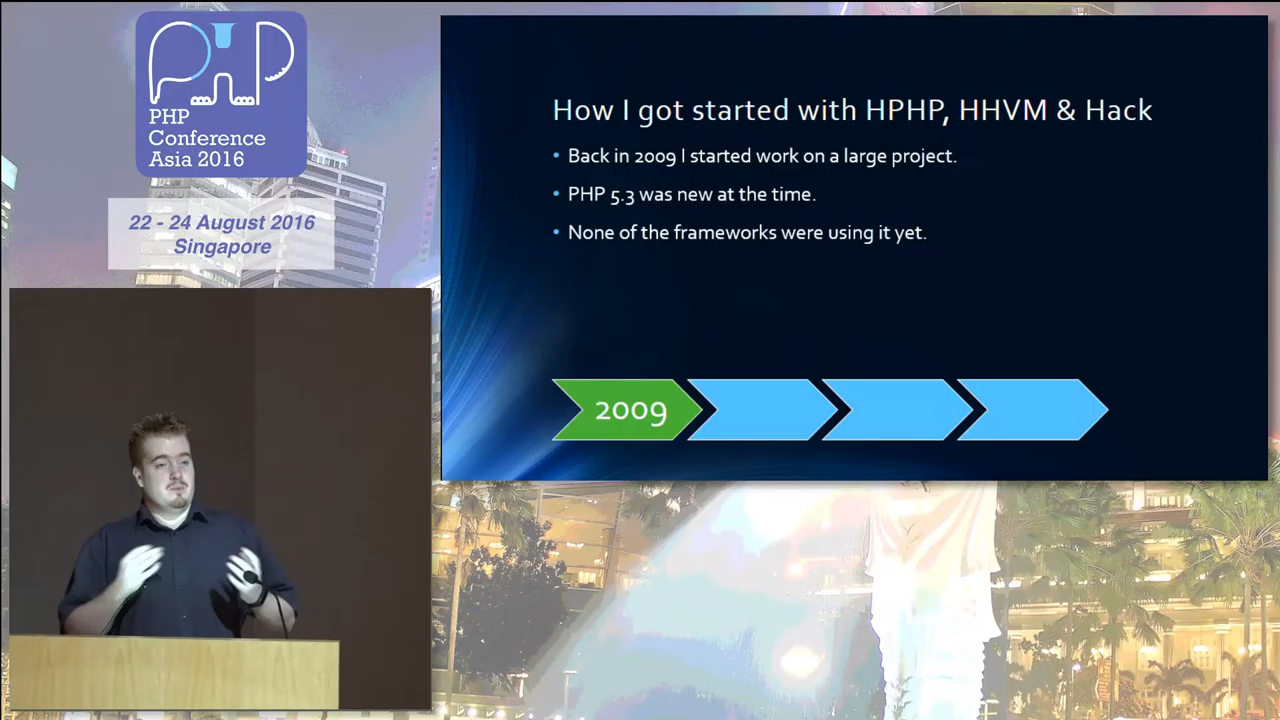 PHP
PHP
Conference
Asia 2016
22 - 24 August 2016
Singapore
How I got started with HPHP, HHVM & Hack
• Back in 2009 I started work on a large project.
• PHP 5.3 was new at the time.
• None of the frameworks were using it yet.
2009